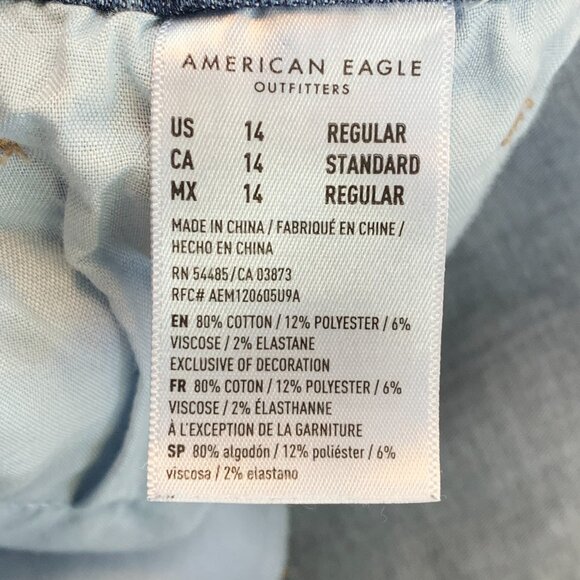 AMERICAN EAGLE
OUTFITTERS
US 14 REGULAR
CA 14 STANDARD
MX 14 REGULAR
MADE IN CHINA / FABRIQUÉ EN CHINE /
HECHO EN CHINA
RN 54485 / CA 03873
RFC# AEM120605U9A
EN 80% COTTON / 12% POLYESTER / 6%
VISCOSE / 2% ELASTANE
EXCLUSIVE OF DECORATION
FR 80% COTON / 12% POLYESTER / 6%
VISCOSE / 2% ÉLASTHANNE
À L'EXCEPTION DE LA GARNITURE
SP 80% algodón / 12% poliéster / 6%
viscosa / 2% elastano